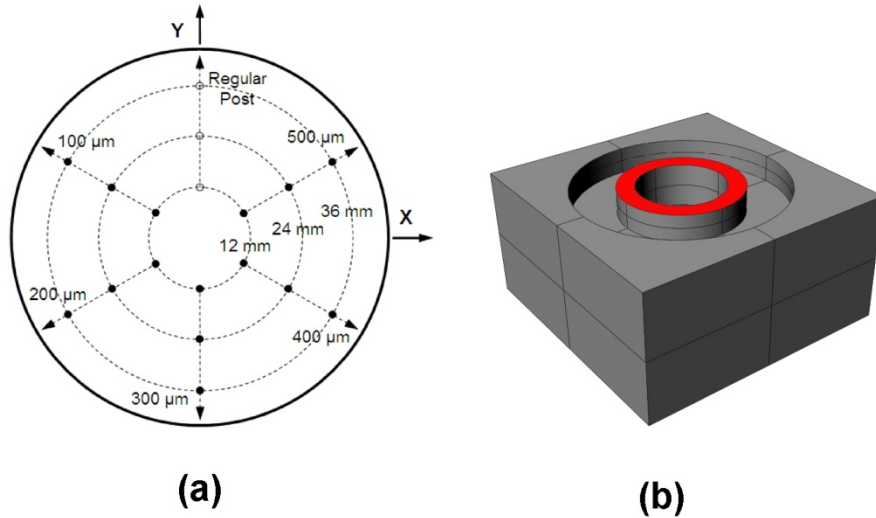 Y
Regular
Post
100 µm
500 µm
X
36 mm
24 mm
12 mm
200 µm
400 µm
300 µm
(a)
(b)